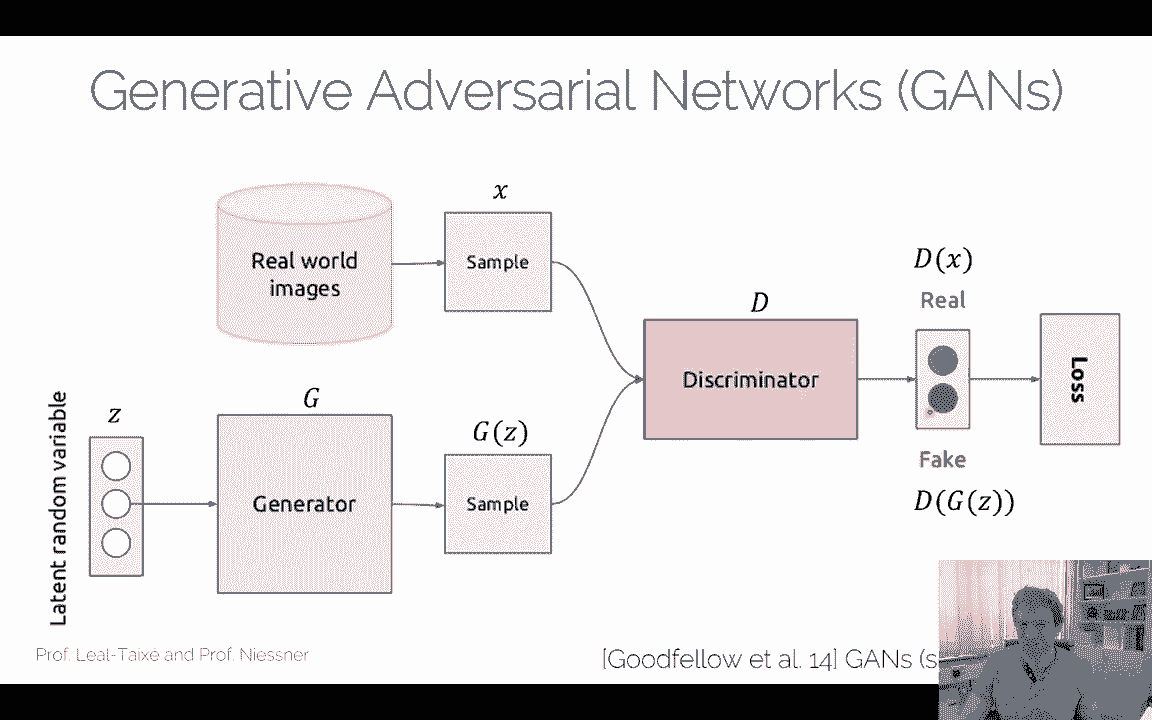 Generative Adversarial Networks (GANs)
x
Real world
images
Sample
D(x)
Real
D
Discriminator
Loss
Latent random variable
z
G
Generator
G(z)
Sample
Fake
D(G(z))
Prof. Leal-Taixé and Prof. Niessner
[Goodfellow et al. 14] GANs (s